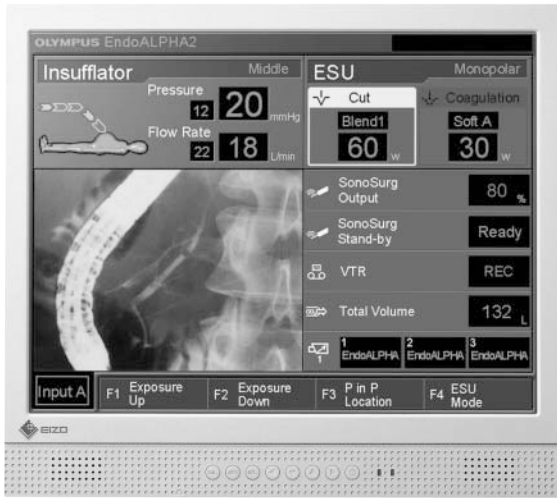 OLYMPUS EndoALPHA2
Insufflator Middle
Pressure
12 20 mmHg
Flow Rate
22 18 L/min
ESU Monopolar
Cut
Blend1
60 W
Coagulation
Soft A
30 W
SonoSurg
Output
80 %
SonoSurg
Stand-by
Ready
VTR
REC
Total Volume
132 L
1
1 EndoALPHA
2 EndoALPHA
3 EndoALPHA
Input A
F1 Exposure
Up
F2 Exposure
Down
F3 P in P
Location
F4 ESU
Mode
EIZO